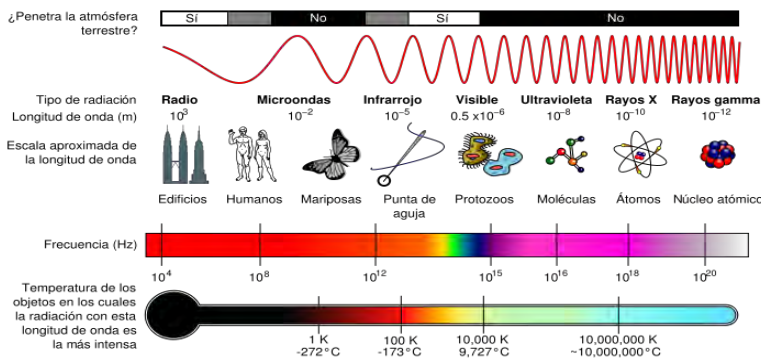 ¿Penetra la atmósfera
terrestre?
Sí No Sí No
Tipo de radiación Radio Microondas Infrarrojo Visible Ultravioleta Rayos X Rayos gamma
Longitud de onda (m) 10³ 10⁻² 10⁻⁵ 0.5 x10⁻⁶ 10⁻⁸ 10⁻¹⁰ 10⁻¹²
Escala aproximada de
la longitud de onda
Edificios Humanos Mariposas Punta de aguja Protozoos Moléculas Átomos Núcleo atómico
Frecuencia (Hz)
10⁴ 10⁸ 10¹² 10¹⁵ 10¹⁶ 10¹⁸ 10²⁰
Temperatura de los
objetos en los cuales
la radiación con esta
longitud de onda es
la más intensa
1 K 100 K 10,000 K 10,000,000 K
-272°C -173°C 9,727°C ~10,000,000°C